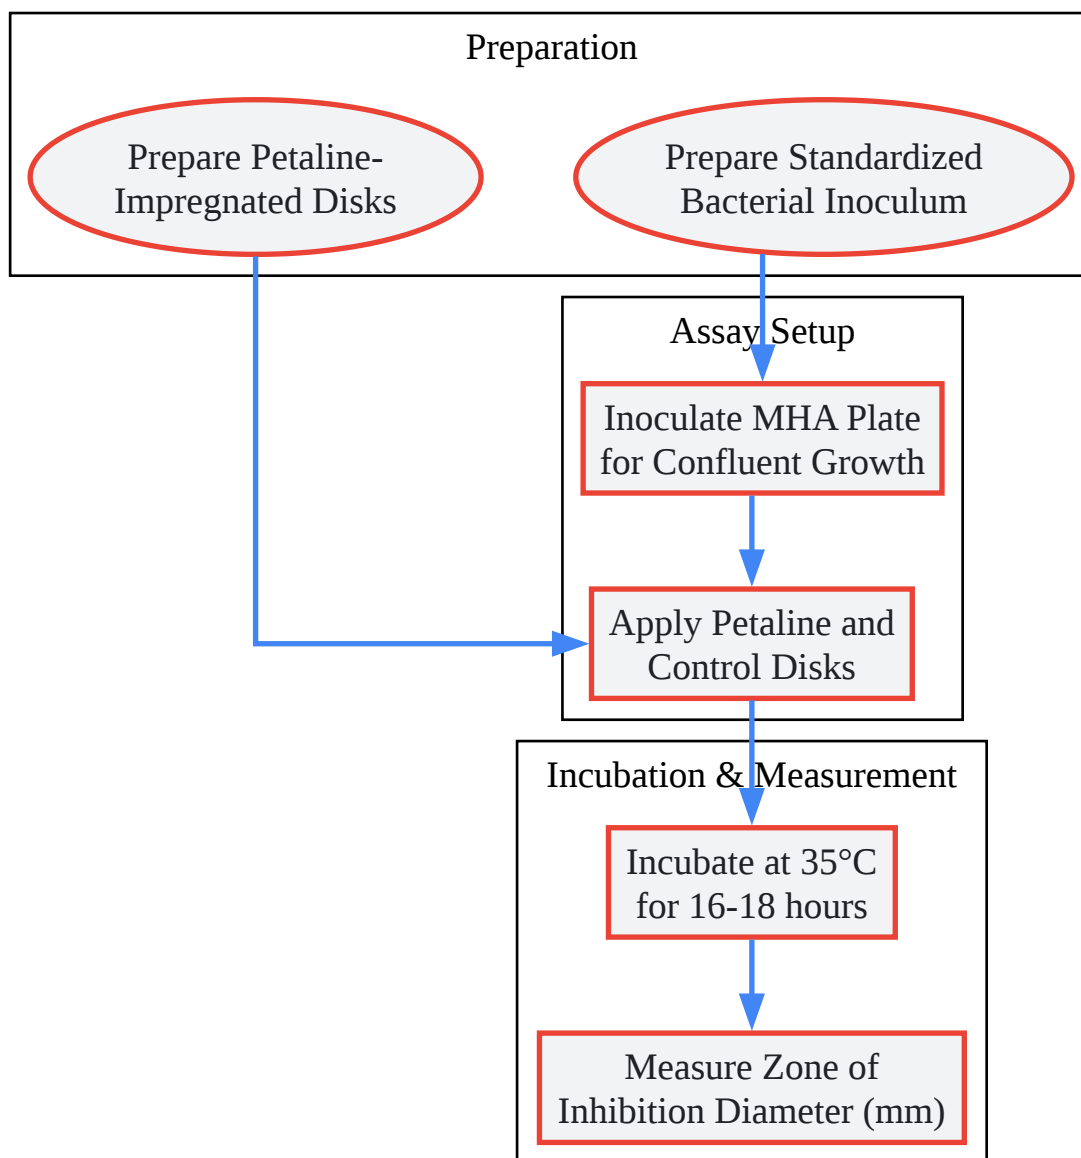 Preparation
Prepare Petaline-
Impregnated Disks
Prepare Standardized
Bacterial Inoculum
Assay Setup
Inoculate MHA Plate
for Confluent Growth
Apply Petaline and
Control Disks
Incubation & Measurement
Incubate at 35°C
for 16-18 hours
Measure Zone of
Inhibition Diameter (mm)